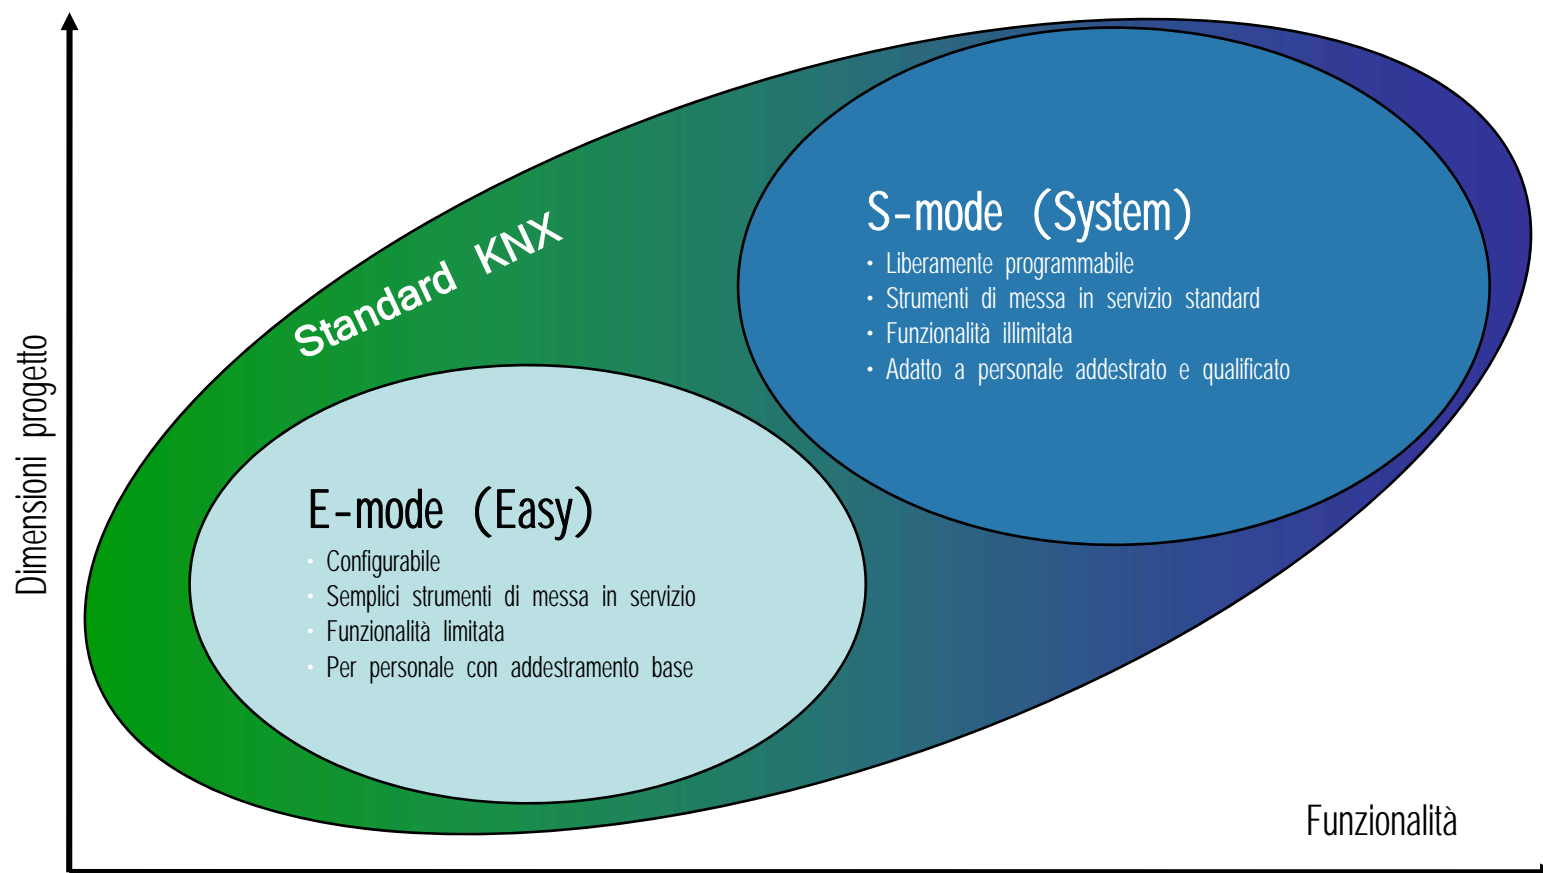 Standard KNX
S-mode (System)
• Liberamente programmabile
• Strumenti di messa in servizio standard
• Funzionalità illimitata
• Adatto a personale addestrato e qualificato
Dimensioni progetto
E-mode (Easy)
• Configurabile
• Semplici strumenti di messa in servizio
• Funzionalità limitata
• Per personale con addestramento base
Funzionalità